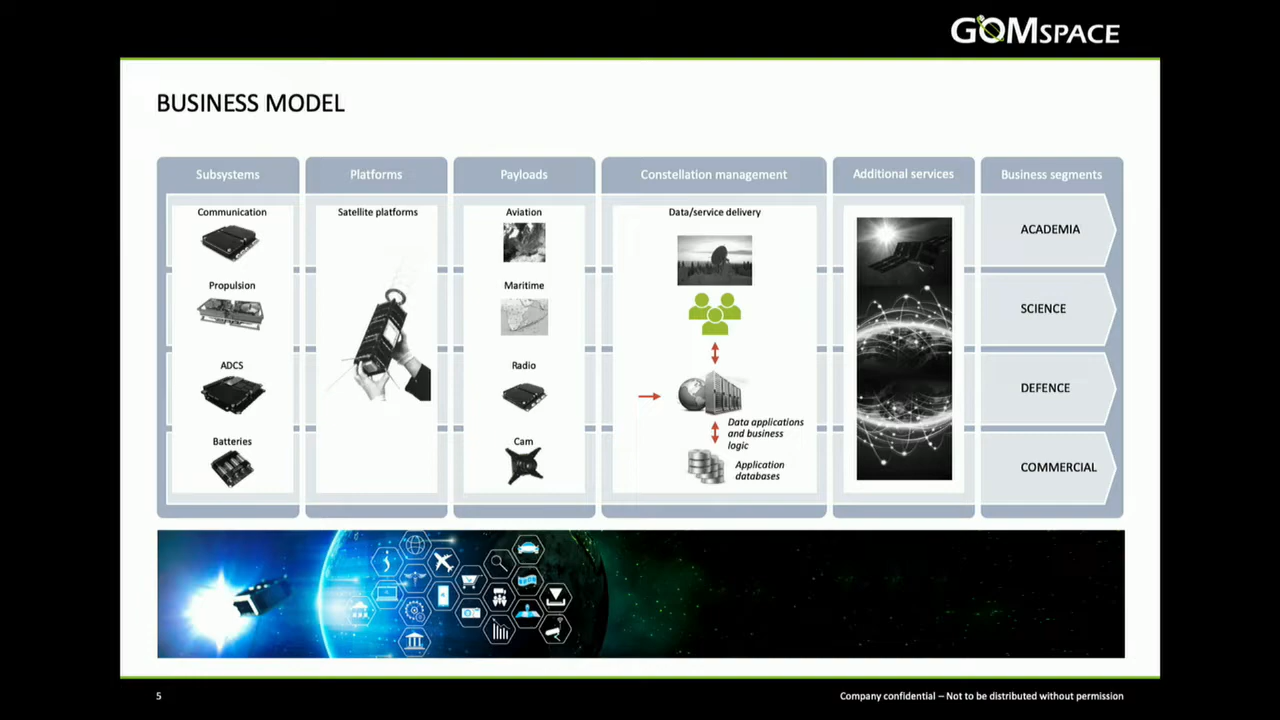 GOMSPACE
BUSINESS MODEL
Subsystems
Platforms
Payloads
Constellation management
Additional services
Business segments
Communication
Propulsion
ADCS
Batteries
Satellite platforms
Aviation
Maritime
Radio
Cam
Data/service delivery
Data applications
and business
logic
Application
databases
ACADEMIA
SCIENCE
DEFENCE
COMMERCIAL
5
Company confidential – Not to be distributed without permission